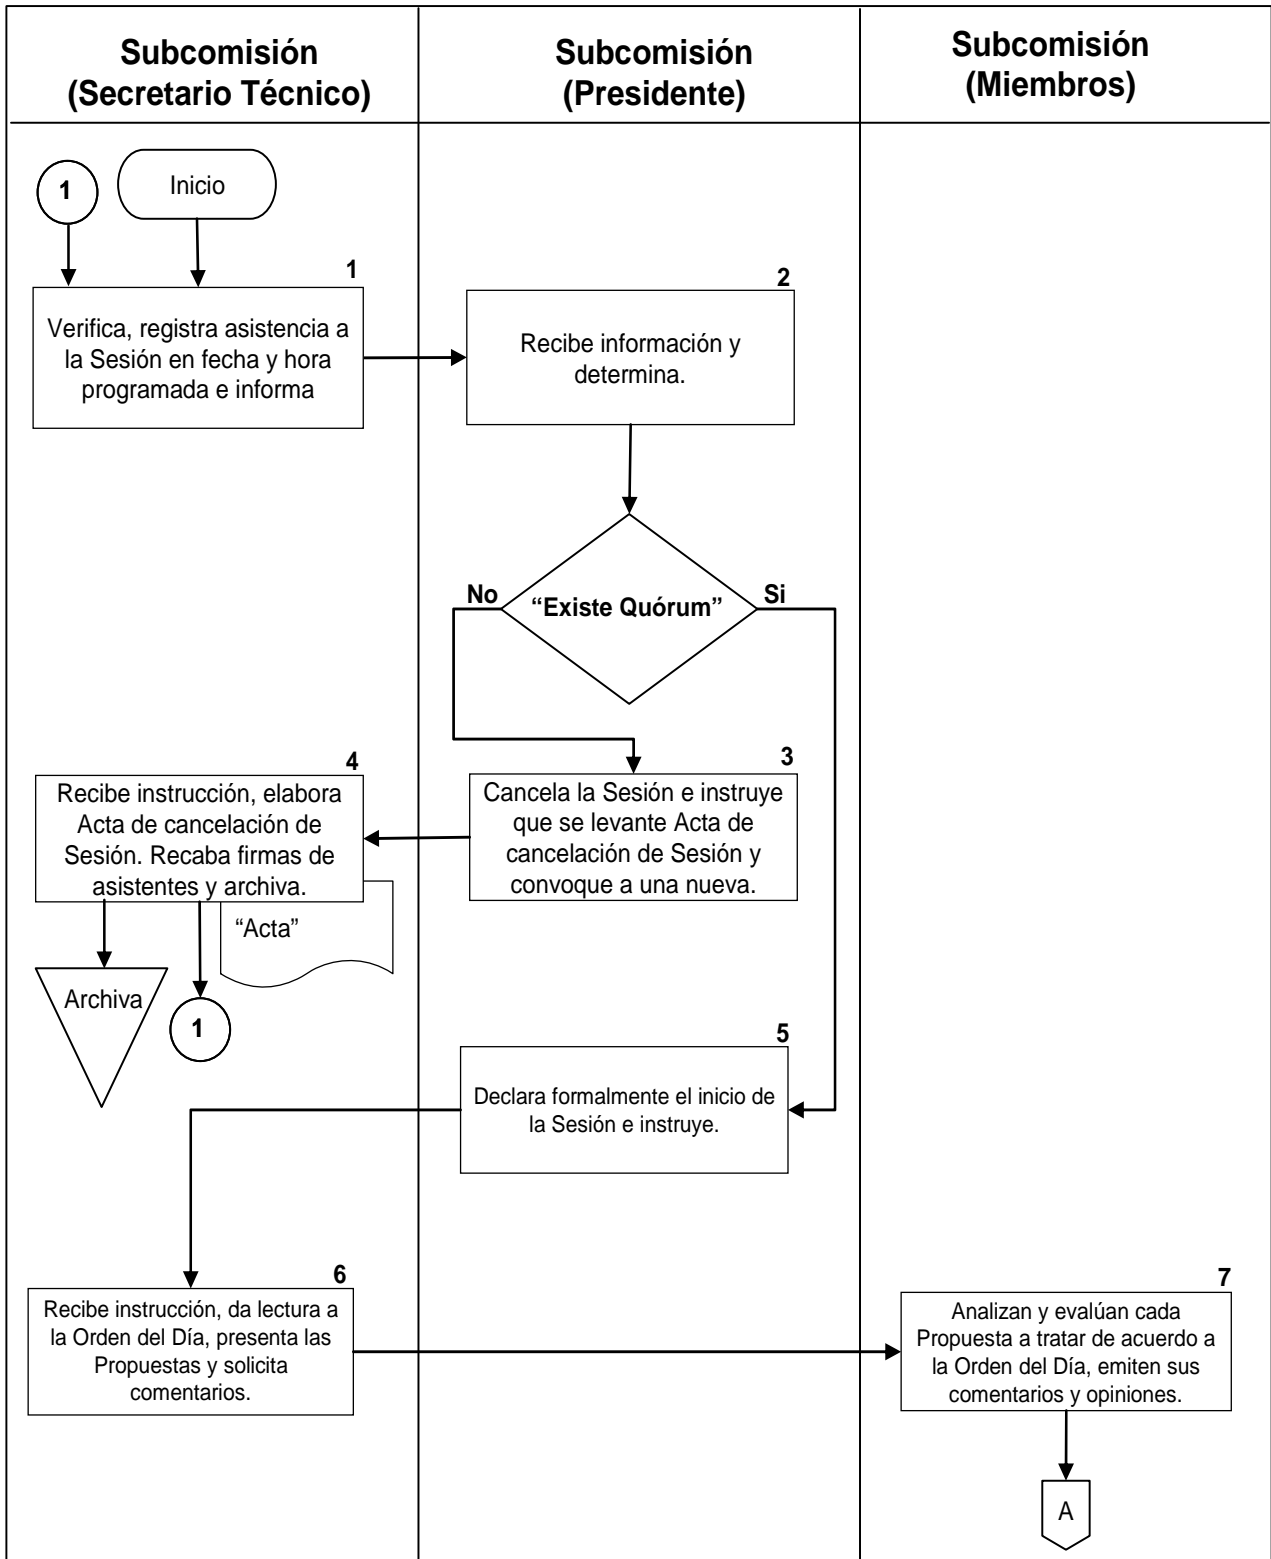 Subcomisión
(Secretario Técnico)
Subcomisión
(Presidente)
Subcomisión
(Miembros)
1
Inicio
1
Verifica, registra asistencia a
la Sesión en fecha y hora
programada e informa
2
Recibe información y
determina.
No
“Existe Quórum”
Si
3
Cancela la Sesión e instruye
que se levante Acta de
cancelación de Sesión y
convoque a una nueva.
4
Recibe instrucción, elabora
Acta de cancelación de
Sesión. Recaba firmas de
asistentes y archiva.
“Acta”
Archiva
1
5
Declara formalmente el inicio de
la Sesión e instruye.
6
Recibe instrucción, da lectura a
la Orden del Día, presenta las
Propuestas y solicita
comentarios.
7
Analizan y evalúan cada
Propuesta a tratar de acuerdo a
la Orden del Día, emiten sus
comentarios y opiniones.
A